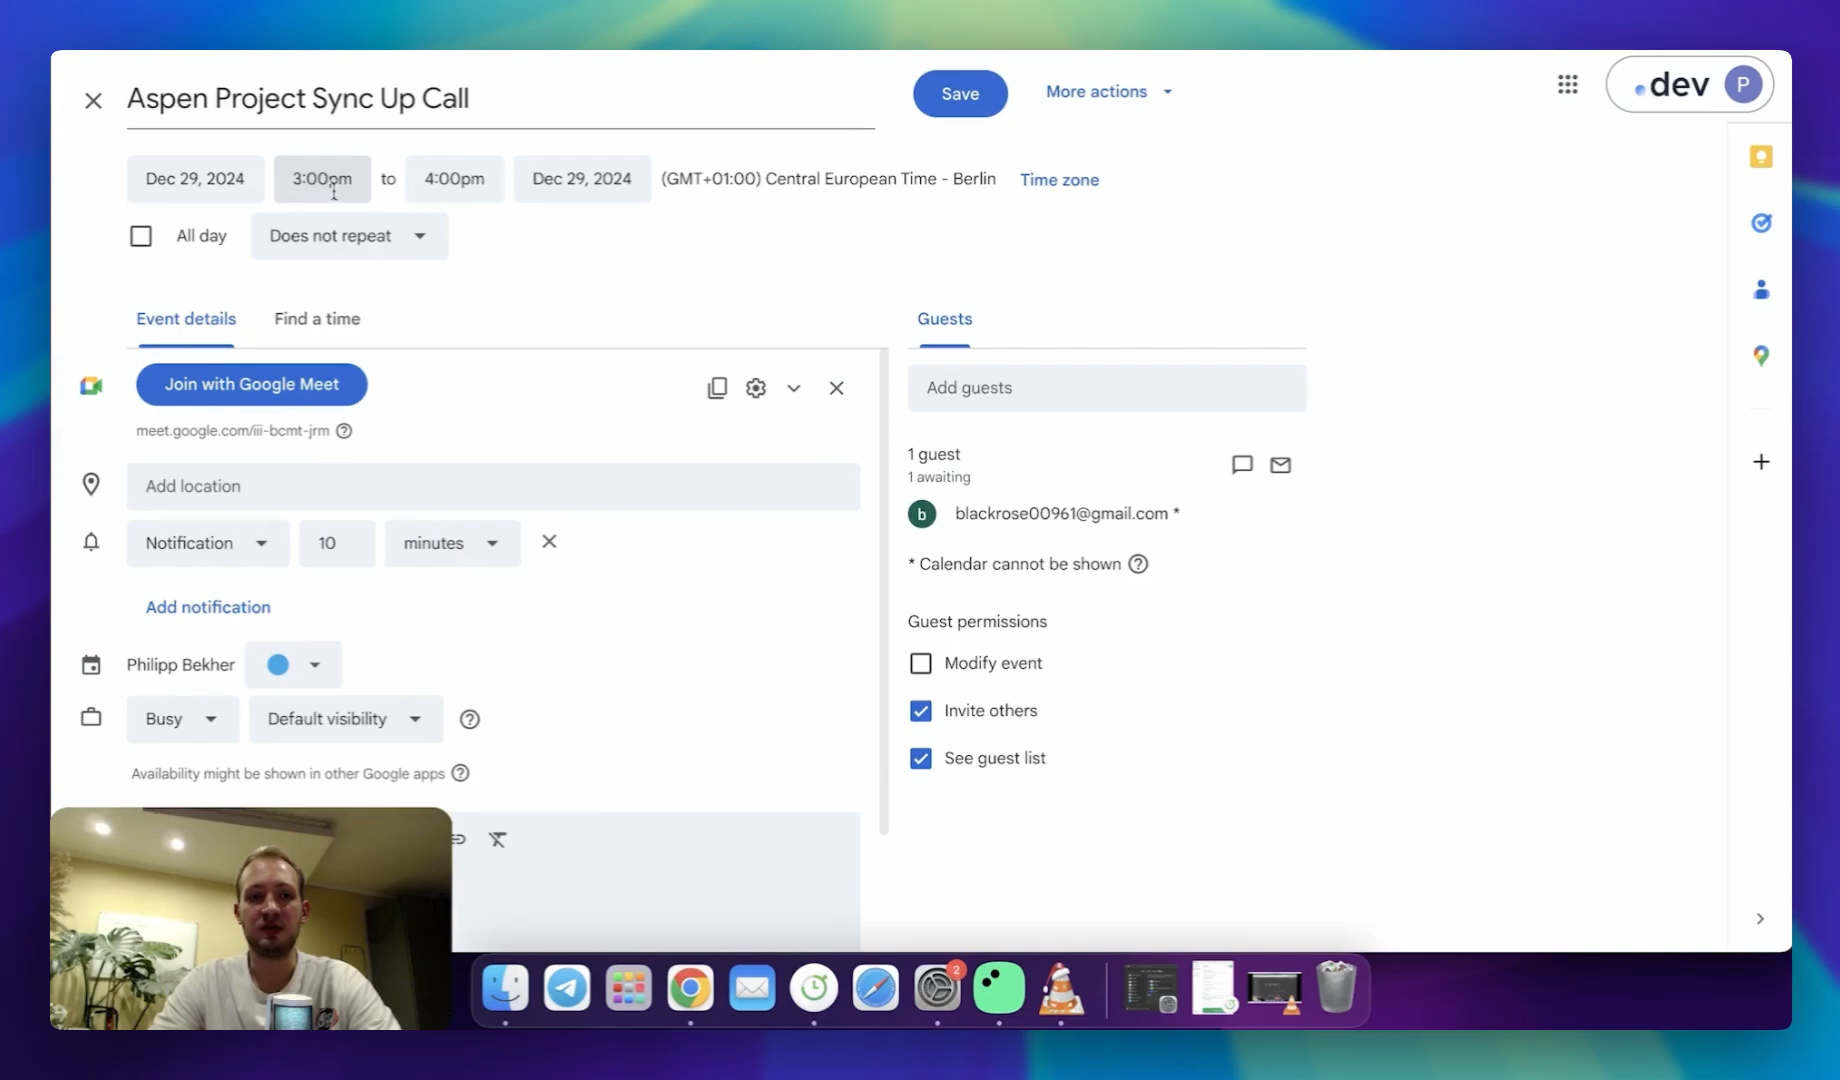 Aspen Project Sync Up Call
Save
More actions
.dev
P
Dec 29, 2024
3:00pm
to
4:00pm
Dec 29, 2024
(GMT+01:00) Central European Time - Berlin
Time zone
All day
Does not repeat
Event details
Find a time
Guests
Join with Google Meet
meet.google.com/iii-bcmt-jrm
Add guests
1 guest
1 awaiting
Add location
b
blackrose00961@gmail.com *
Notification
10
minutes
* Calendar cannot be shown
Add notification
Guest permissions
Philipp Bekher
Modify event
Busy
Default visibility
Invite others
See guest list
Availability might be shown in other Google apps
2